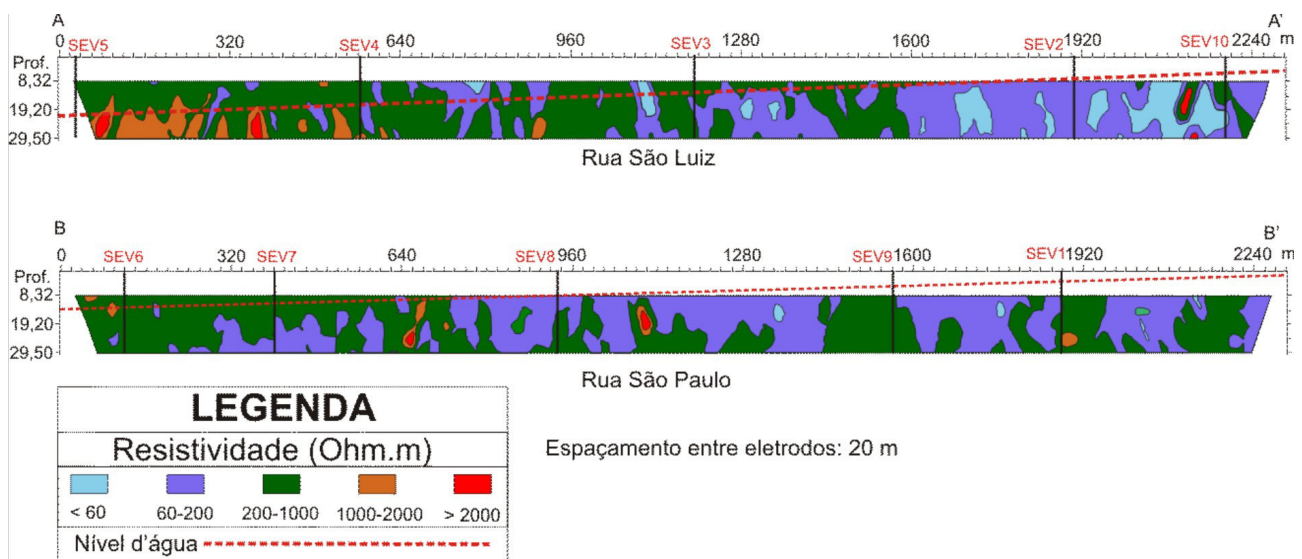 A A'
0 SEV5 320 SEV4 640 960 SEV3 1280 1600 SEV2 1920 SEV10 2240 m
Prof.
8,32
19,20
29,50
Rua São Luiz
B B'
0 SEV6 320 SEV7 640 SEV8 960 1280 SEV9 1600 SEV1 1920 2240 m
Prof.
8,32
19,20
29,50
Rua São Paulo
LEGENDA
Resistividade (Ohm.m)
Espaçamento entre eletrodos: 20 m
< 60 60-200 200-1000 1000-2000 > 2000
Nível d'água